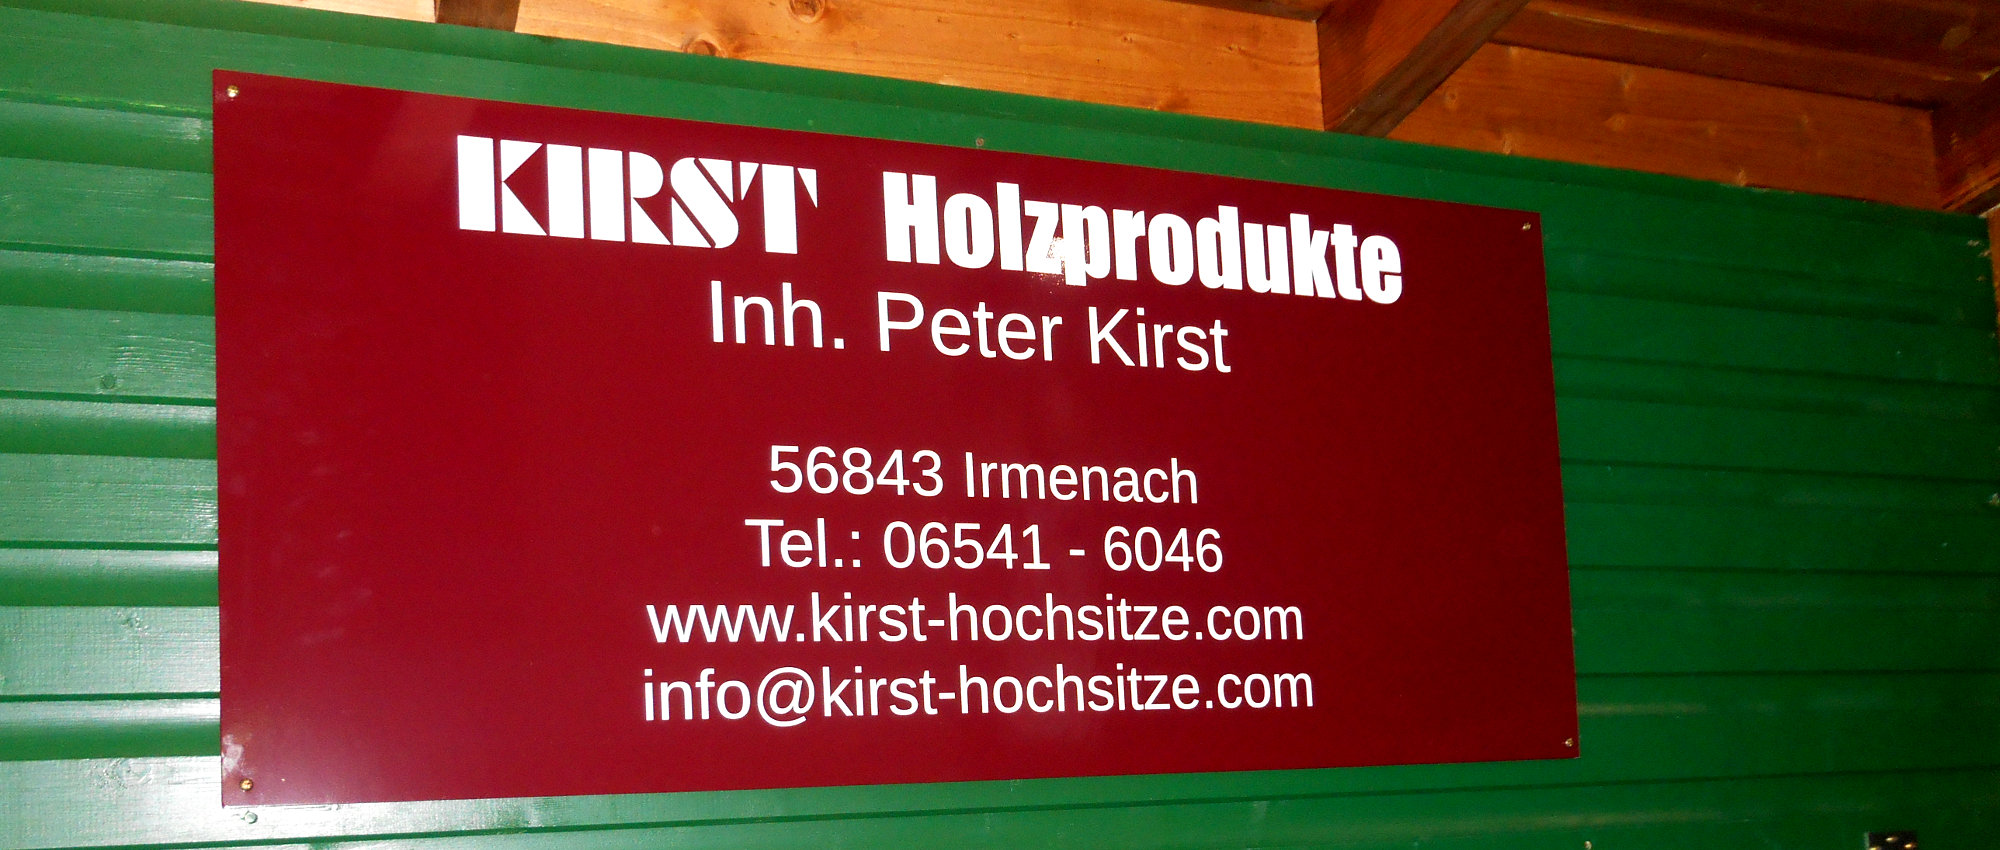 KIRST Holzprodukte
Inh. Peter Kirst
56843 Irmenach
Tel.: 06541 - 6046
www.kirst-hochsitze.com
info@kirst-hochsitze.com